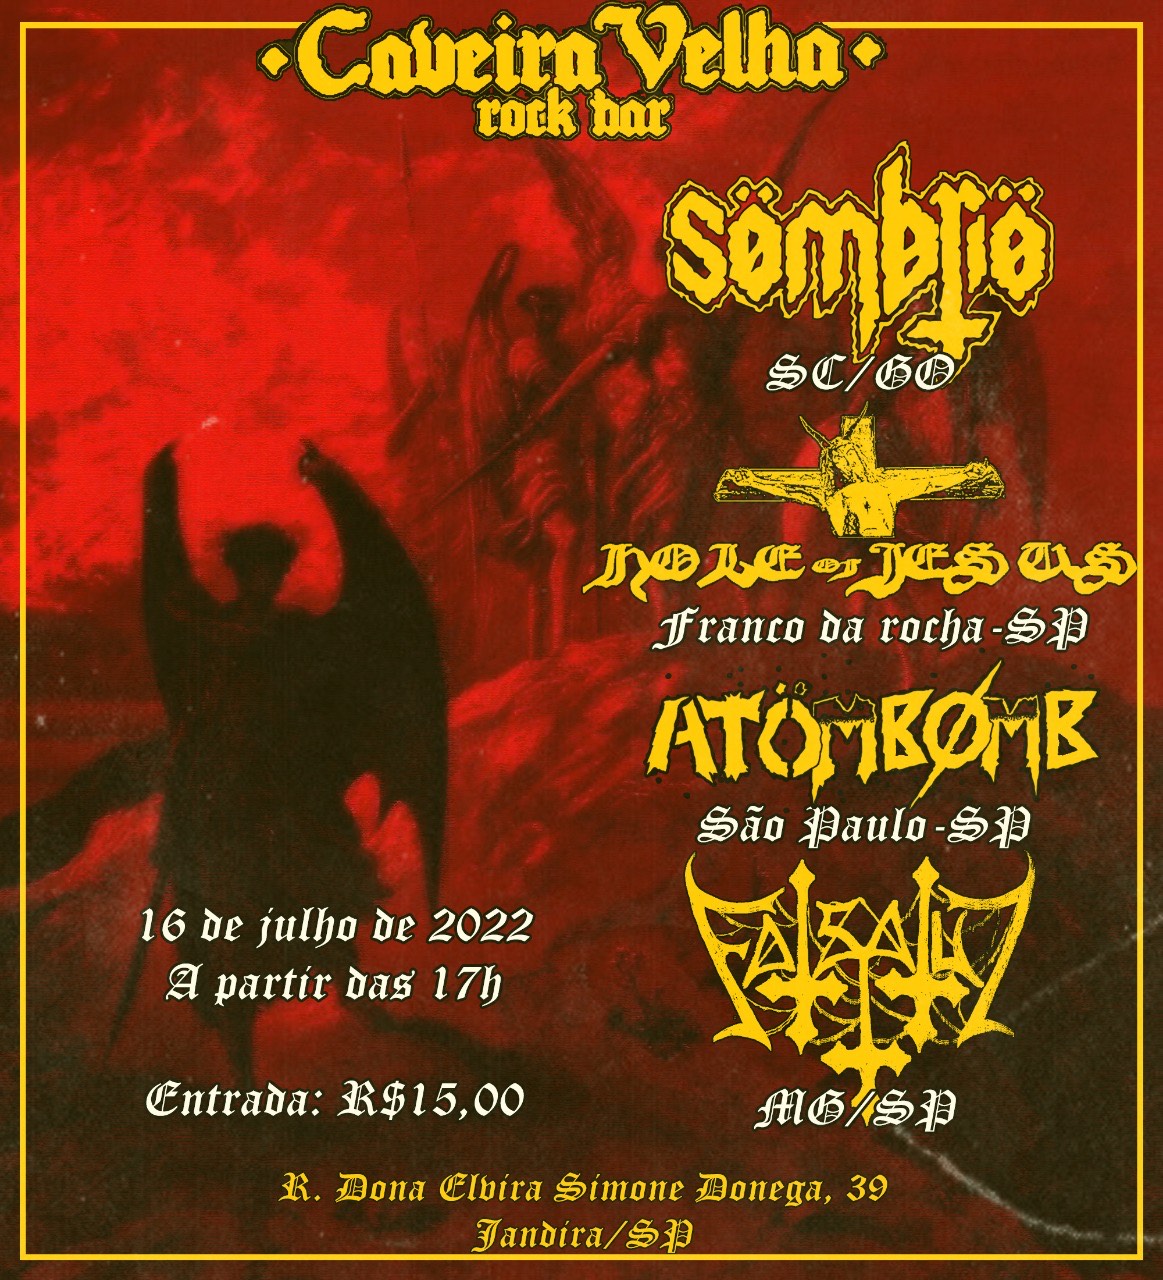 Caveira Velha
rock bar
Sömbriö
SC/GO
HOLE OF JESUS
Franco da rocha-SP
ATÖMBØMB
São Paulo-SP
MG/SP
16 de julho de 2022
A partir das 17h
Entrada: R$15,00
R. Dona Elvira Simone Donega, 39
Jandira/SP